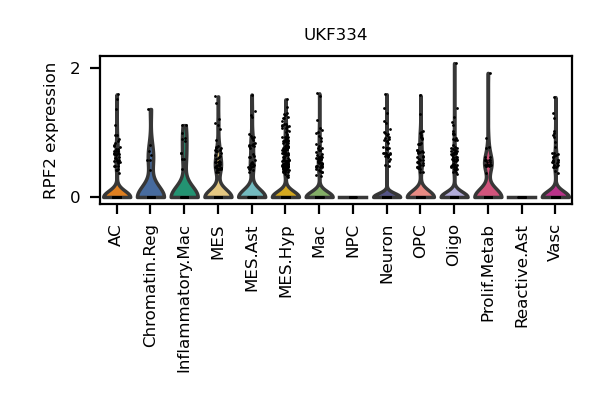 UKF334
RPF2 expression
2
0
AC
Chromatin.Reg
Inflammatory.Mac
MES
MES.Ast
MES.Hyp
Mac
NPC
Neuron
OPC
Oligo
Prolif.Metab
Reactive.Ast
Vasc